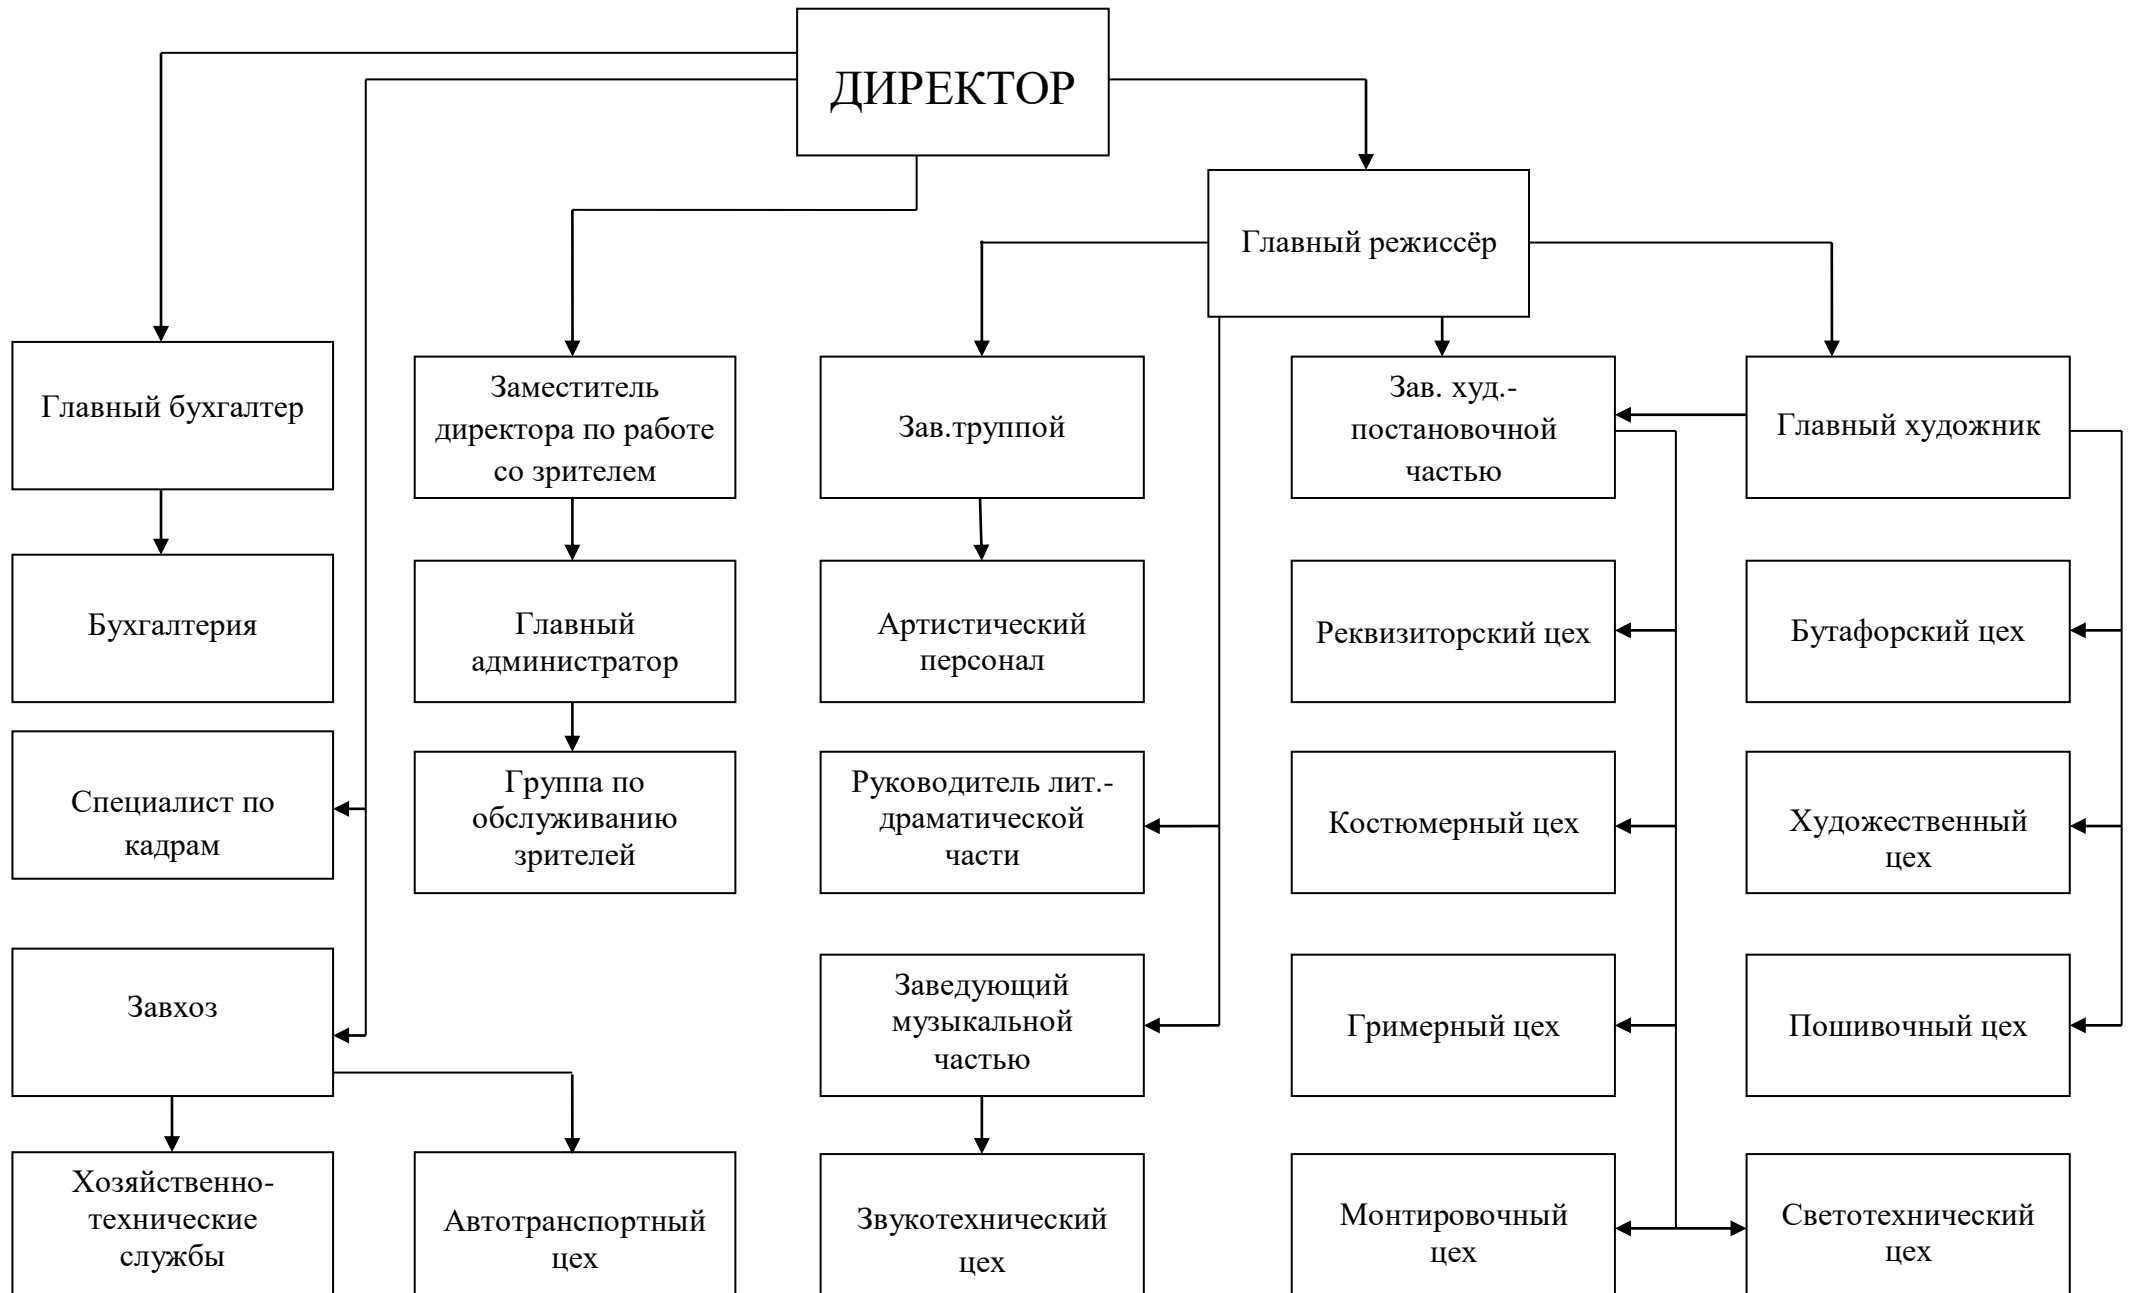 ДИРЕКТОР
Главный режиссёр
Главный бухгалтер
Заместитель
директора по работе
со зрителем
Зав.труппой
Зав. худ.-
постановочной
частью
Главный художник
Бухгалтерия
Главный
администратор
Артистический
персонал
Реквизиторский цех
Бутафорский цех
Специалист по
кадрам
Группа по
обслуживанию
зрителей
Руководитель лит.-
драматической
части
Костюмерный цех
Художественный
цех
Завхоз
Заведующий
музыкальной
частью
Гримерный цех
Пошивочный цех
Хозяйственно-
технические
службы
Автотранспортный
цех
Звукотехнический
цех
Монтировочный
цех
Светотехнический
цех